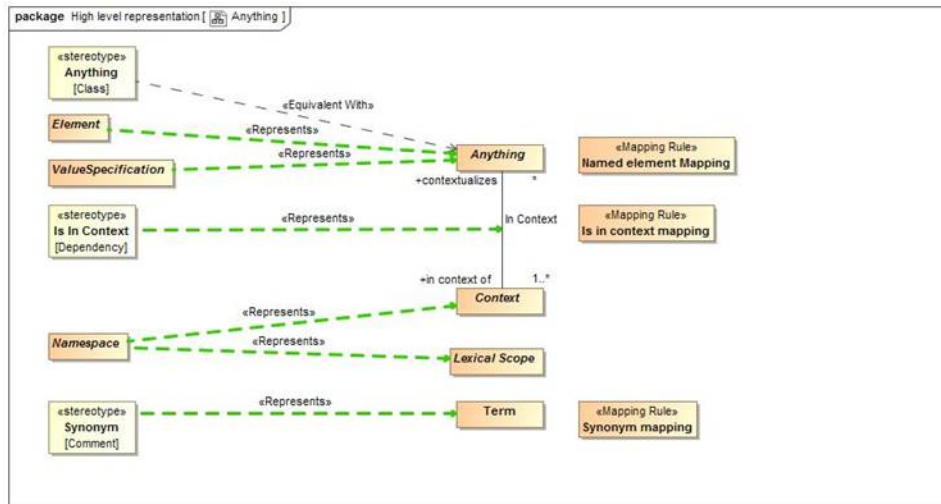 package High level representation [ Anything ]
«stereotype»
Anything
[Class]
«Equivalent With»
Element
«Represents»
ValueSpecification
«Represents»
Anything
«Mapping Rule»
Named element Mapping
+contextualizes *
«stereotype»
Is In Context
[Dependency]
«Represents»
In Context
«Mapping Rule»
Is in context mapping
+in context of 1..*
Context
«Represents»
Namespace
«Represents»
Lexical Scope
«stereotype»
Synonym
[Comment]
«Represents»
Term
«Mapping Rule»
Synonym mapping